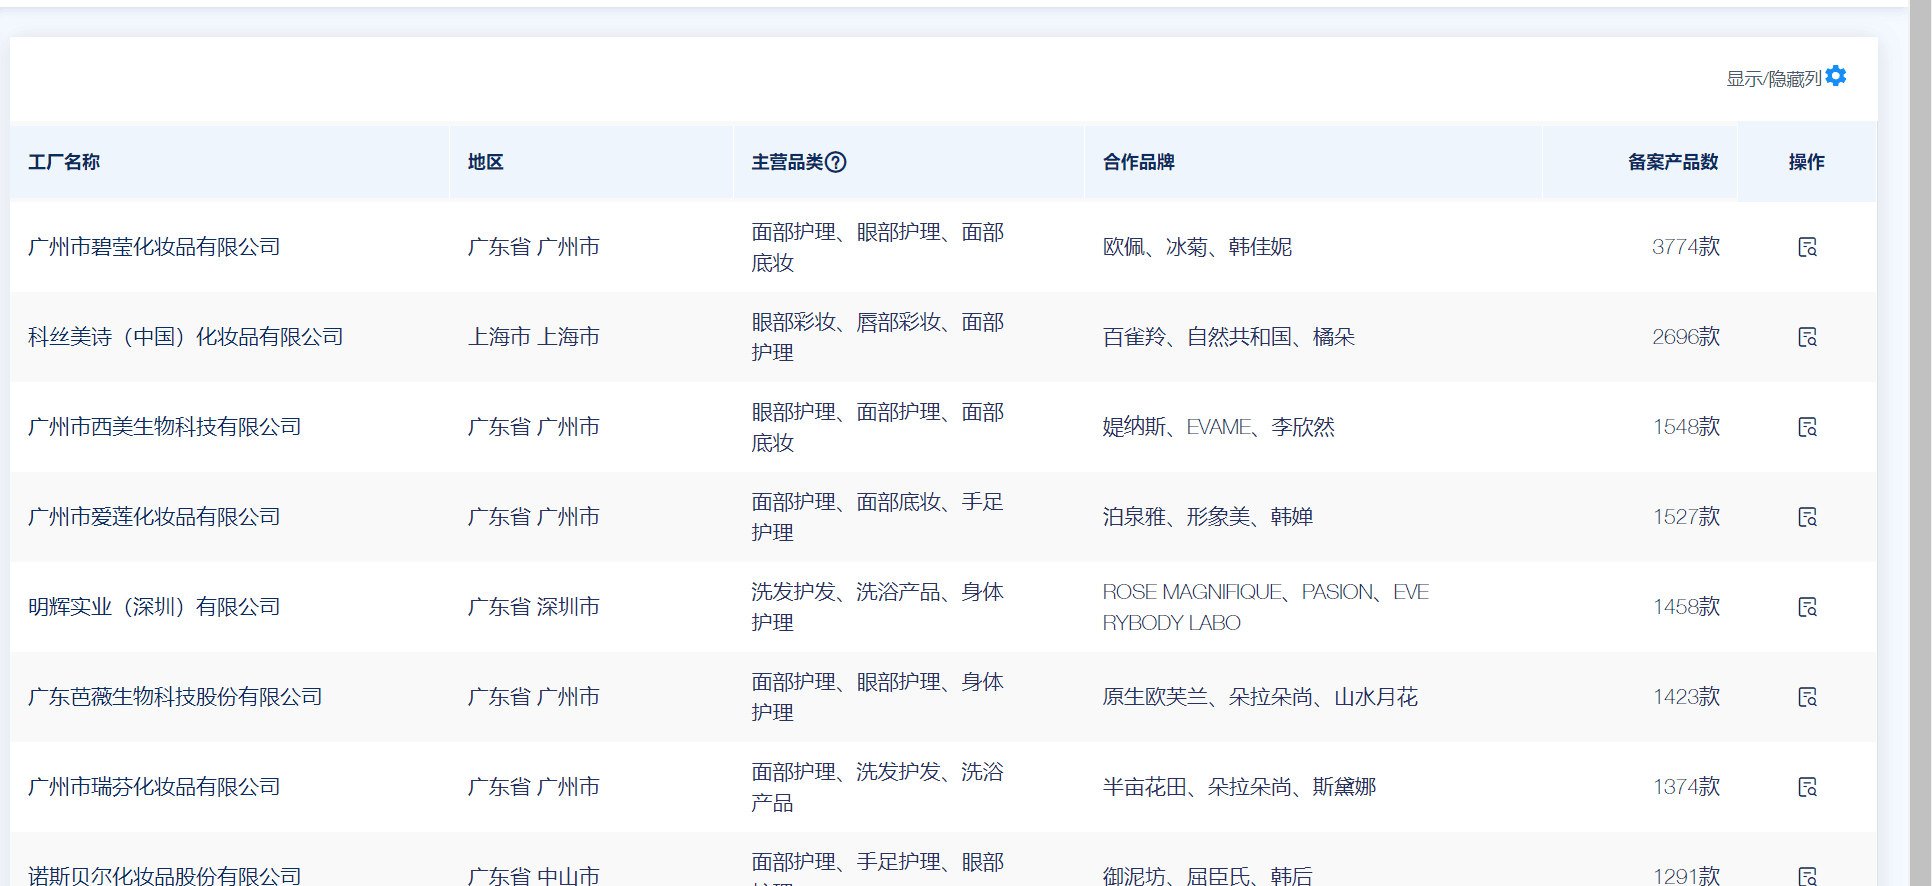 显示/隐藏列
工厂名称 地区 主营品类 合作品牌 备案产品数 操作
广州市碧莹化妆品有限公司 广东省 广州市 面部护理、眼部护理、面部
底妆 欧佩、冰菊、韩佳妮 3774款
科丝美诗（中国）化妆品有限公司 上海市 上海市 眼部彩妆、唇部彩妆、面部
护理 百雀羚、自然共和国、橘朵 2696款
广州市西美生物科技有限公司 广东省 广州市 眼部护理、面部护理、面部
底妆 媞纳斯、EVAME、李欣然 1548款
广州市爱莲化妆品有限公司 广东省 广州市 面部护理、面部底妆、手足
护理 泊泉雅、形象美、韩婵 1527款
明辉实业（深圳）有限公司 广东省 深圳市 洗发护发、洗浴产品、身体
护理 ROSE MAGNIFIQUE、PASION、EVE
RYBODY LABO 1458款
广东芭薇生物科技股份有限公司 广东省 广州市 面部护理、眼部护理、身体
护理 原生欧芙兰、朵拉朵尚、山水月花 1423款
广州市瑞芬化妆品有限公司 广东省 广州市 面部护理、洗发护发、洗浴
产品 半亩花田、朵拉朵尚、斯黛娜 1374款
诺斯贝尔化妆品股份有限公司 广东省 中山市 面部护理、手足护理、眼部
御泥坊、屈臣氏、韩后 1291款